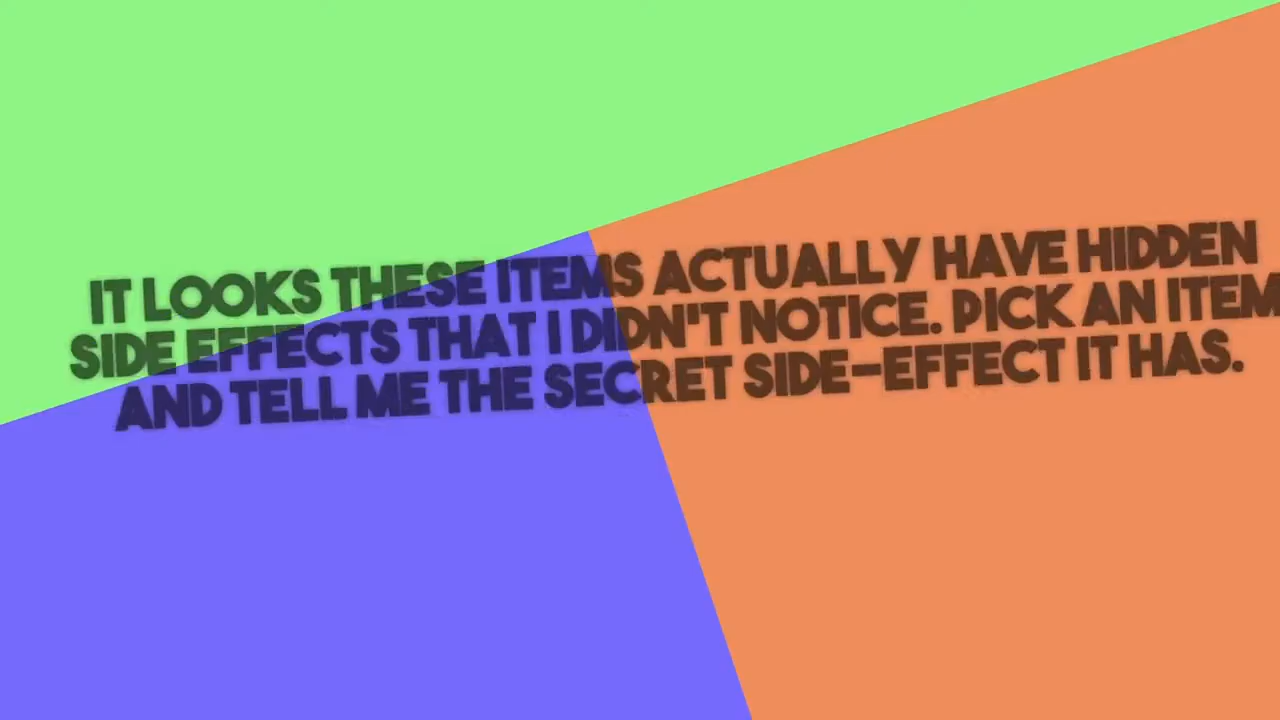 IT LOOKS THESE ITEMS ACTUALLY HAVE HIDDEN
SIDE EFFECTS THAT I DIDN'T NOTICE. PICK AN ITEM
AND TELL ME THE SECRET SIDE-EFFECT IT HAS.